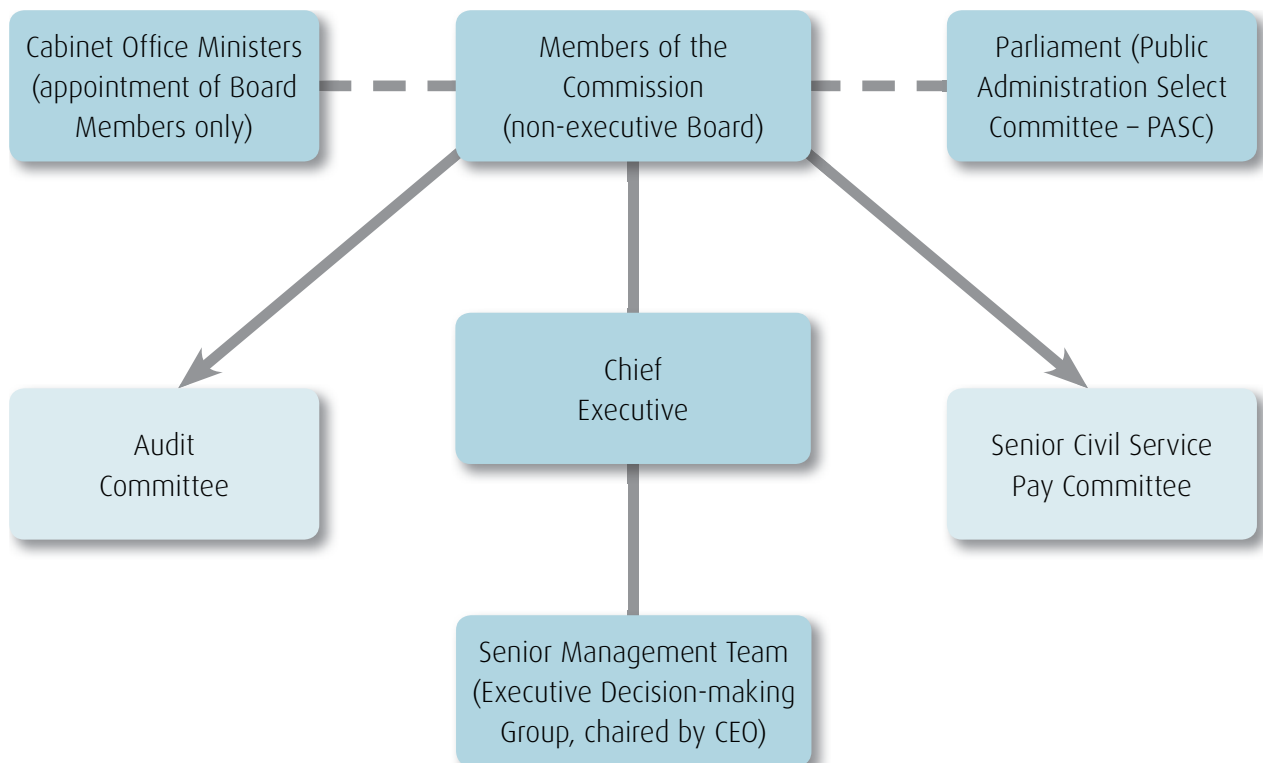 Cabinet Office Ministers
(appointment of Board
Members only)
Members of the
Commission
(non-executive Board)
Parliament (Public
Administration Select
Committee – PASC)
Audit
Committee
Chief
Executive
Senior Civil Service
Pay Committee
Senior Management Team
(Executive Decision-making
Group, chaired by CEO)